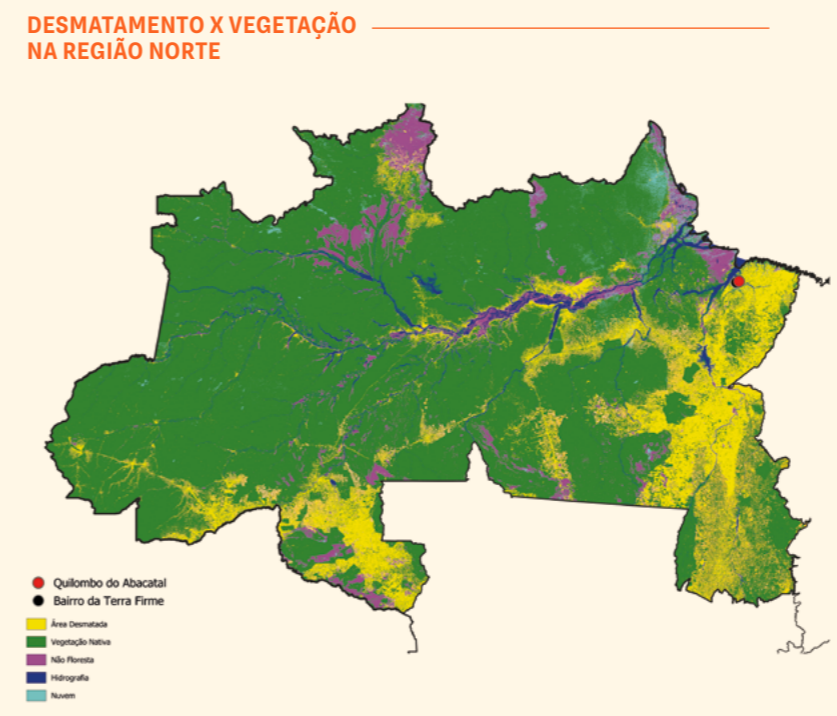 DESMATAMENTO X VEGETAÇÃO
NA REGIÃO NORTE
Quilombo do Abacatal
Bairro da Terra Firme
Área Desmatada
Vegetação Nativa
Não Floresta
Hidrografia
Nuvem